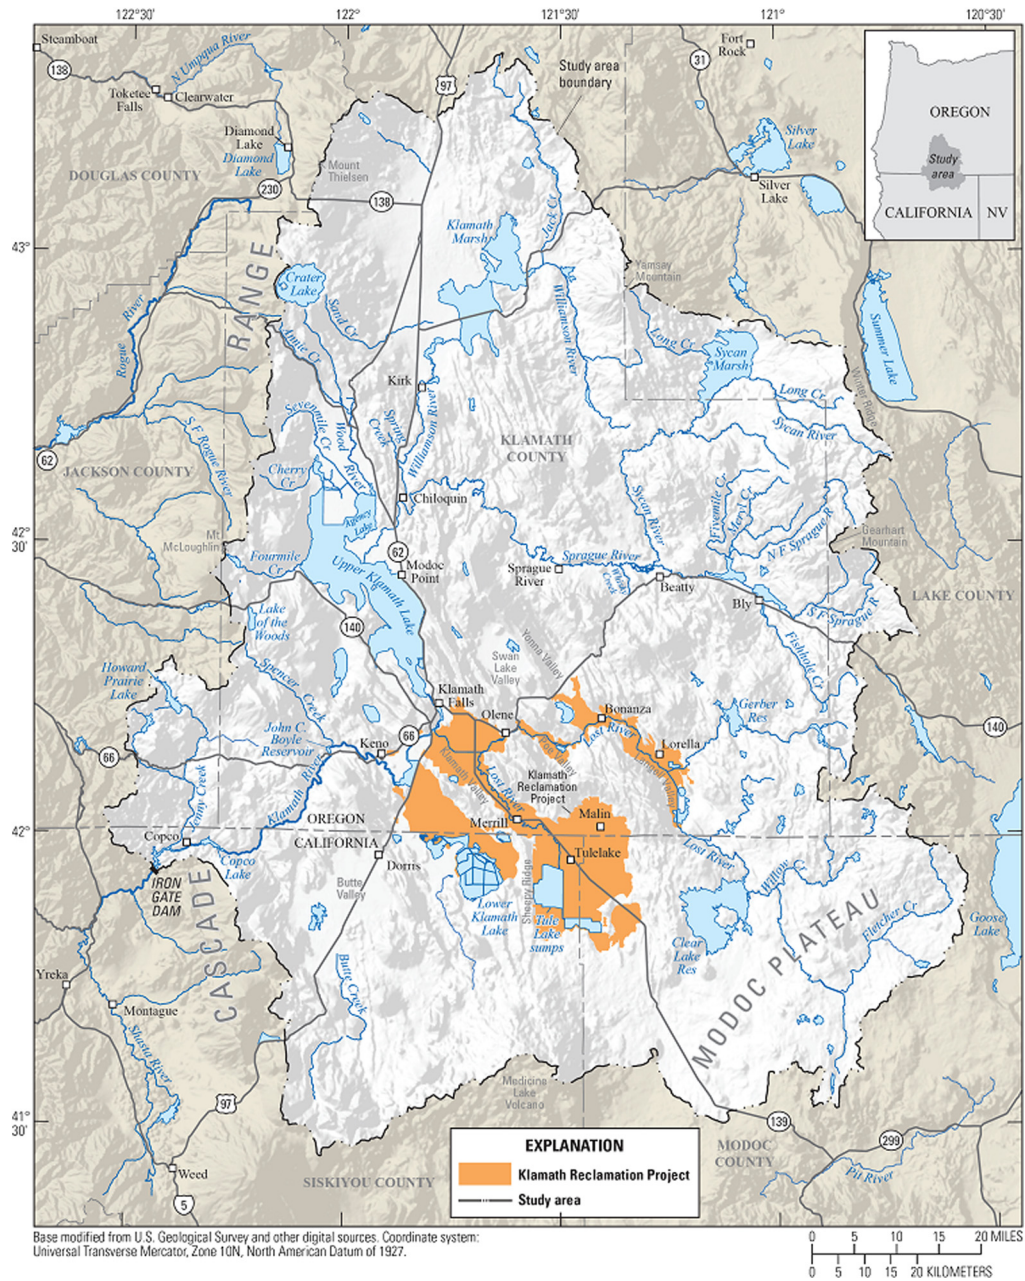 122°30'
122°
121°30'
121°
120°30'
Steamboat
138
N Umpqua River
Toketee
Falls
Clearwater
Diamond
Lake
Diamond
Lake
DOUGLAS COUNTY
230
97
Study area
boundary
Fort
Rock
31
Silver
Lake
Silver
Lake
OREGON
Study
area
CALIFORNIA
NV
Mount
Thielsen
138
Klamath
Marsh
Jack Cr
43°
RANGE
Crater
Lake
Sand Cr
Annie Cr
Yamsay
Mountain
Williamson River
Long Cr
Sycan
Marsh
Summer Lake
Winter Ridge
Rogue
River
Kirk
Long Cr
Sycan River
Sevenmile Cr
Wood
River
Spring
Creek
Williamson River
KLAMATH
COUNTY
S F Rogue River
62
JACKSON COUNTY
Cherry
Cr
Chiloquin
Agency
Lake
Sycan River
Fivemile Cr
Meryl Cr
N F Sprague R
Gearhart
Mountain
42°
30'
Mt
McLoughlin
Fourmile
Cr
Upper Klamath Lake
62
Modoc
Point
Sprague River
Sprague
River
Beatty
Bly
S F Sprague R
LAKE COUNTY
Lake
of the
Woods
140
Fishhole Cr
Swan
Lake
Valley
Yonna Valley
Howard
Prairie
Lake
Spencer
Creek
Klamath
Falls
Olene
Bonanza
Gerber
Res
140
John C.
Boyle
Reservoir
66
Keno
66
Lost River
Poe Valley
Lorella
Langell Valley
Jenny Creek
Klamath River
Klamath Valley
Lost River
Klamath
Reclamation
Project
OREGON
CALIFORNIA
Merrill
Malin
42°
Copco
Copco
Lake
Dorris
Tulelake
Lost River
Willow Cr
IRON
GATE
DAM
Butte
Valley
Sheepy Ridge
Lower
Klamath
Lake
Tule
Lake
sumps
Clear
Lake
Res
Fletcher Cr
Goose
Lake
MODOC PLATEAU
CASCADE
Yreka
Montague
Butte Creek
Shasta River
Medicine
Lake
Volcano
41°
30'
97
139
MODOC
COUNTY
299
Pit River
Weed
5
SISKIYOU COUNTY
EXPLANATION
Klamath Reclamation Project
Study area
Base modified from U.S. Geological Survey and other digital sources. Coordinate system:
Universal Transverse Mercator, Zone 10N, North American Datum of 1927.
0 5 10 15 20 MILES
0 5 10 15 20 KILOMETERS